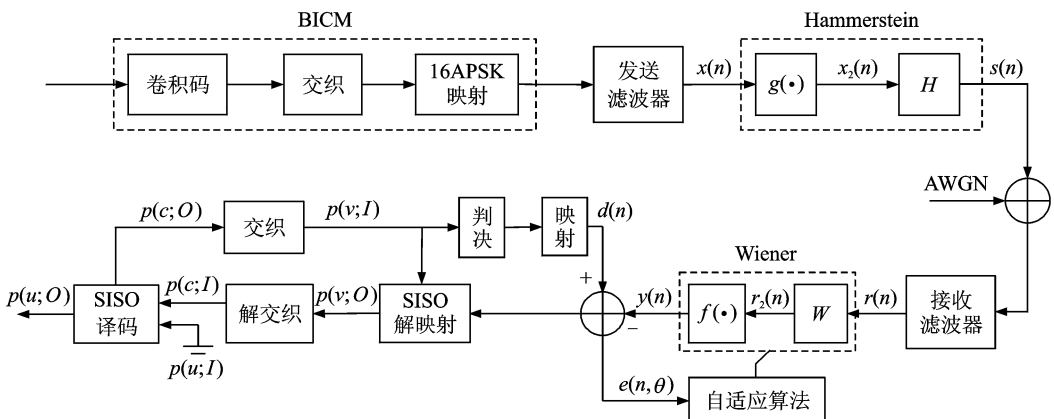 BICM
Hammerstein
卷积码
交织
16APSK
映射
发送
滤波器
x(n)
g(·)
x₂(n)
H
s(n)
AWGN
p(c;O)
交织
p(v;I)
判
决
映
射
d(n)
Wiener
+
−
p(u;O)
SISO
译码
p(c;I)
p(u;I)
解交织
p(v;O)
SISO
解映射
y(n)
f(·)
r₂(n)
W
r(n)
接收
滤波器
e(n,θ)
自适应算法